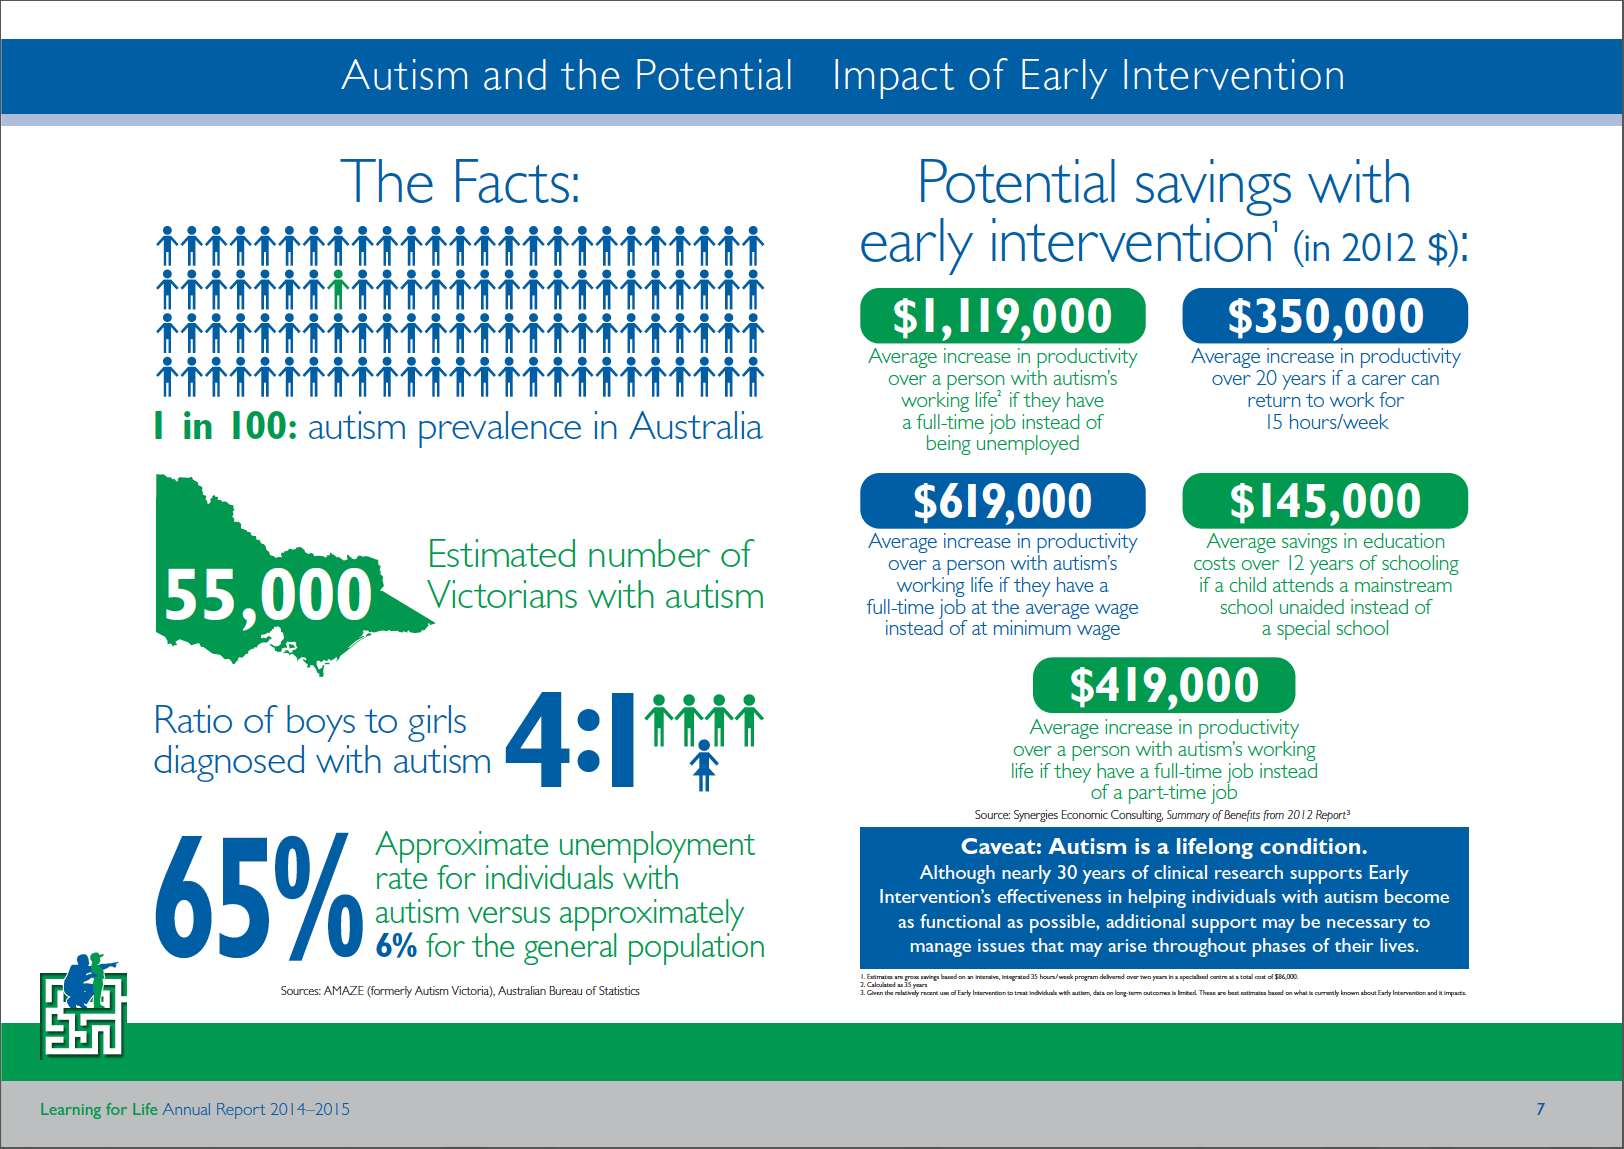 Autism and the Potential Impact of Early Intervention
The Facts:
1 in 100: autism prevalence in Australia
55,000
Estimated number of
Victorians with autism
Ratio of boys to girls
diagnosed with autism
4:1
65%
Approximate unemployment
rate for individuals with
autism versus approximately
6% for the general population
Sources: AMAZE (formerly Autism Victoria), Australian Bureau of Statistics
Potential savings with
early intervention¹ (in 2012 $):
$1,119,000
Average increase in productivity
over a person with autism's
working life² if they have
a full-time job instead of
being unemployed
$350,000
Average increase in productivity
over 20 years if a carer can
return to work for
15 hours/week
$619,000
Average increase in productivity
over a person with autism's
working life if they have a
full-time job at the average wage
instead of at minimum wage
$145,000
Average savings in education
costs over 12 years of schooling
if a child attends a mainstream
school unaided instead of
a special school
$419,000
Average increase in productivity
over a person with autism's working
life if they have a full-time job instead
of a part-time job
Source: Synergies Economic Consulting, Summary of Benefits from 2012 Report³
Caveat: Autism is a lifelong condition.
Although nearly 30 years of clinical research supports Early
Intervention's effectiveness in helping individuals with autism become
as functional as possible, additional support may be necessary to
manage issues that may arise throughout phases of their lives.
1. Estimates are gross savings based on an intensive, integrated 35 hours/week program delivered over two years in a specialised centre at a total cost of $86,000.
2. Calculated as 35 years
3. Given the relatively recent use of Early Intervention to treat individuals with autism, data on long-term outcomes is limited. These are best estimates based on what is currently known about Early Intervention and it impacts.
Learning for Life Annual Report 2014–2015
7